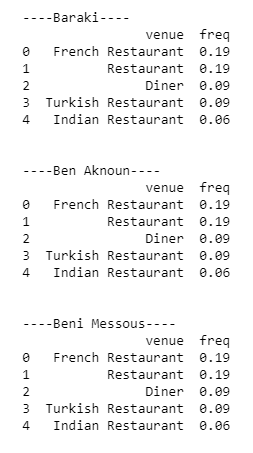 ----Baraki----
venue freq
0 French Restaurant 0.19
1 Restaurant 0.19
2 Diner 0.09
3 Turkish Restaurant 0.09
4 Indian Restaurant 0.06
----Ben Aknoun----
venue freq
0 French Restaurant 0.19
1 Restaurant 0.19
2 Diner 0.09
3 Turkish Restaurant 0.09
4 Indian Restaurant 0.06
----Beni Messous----
venue freq
0 French Restaurant 0.19
1 Restaurant 0.19
2 Diner 0.09
3 Turkish Restaurant 0.09
4 Indian Restaurant 0.06